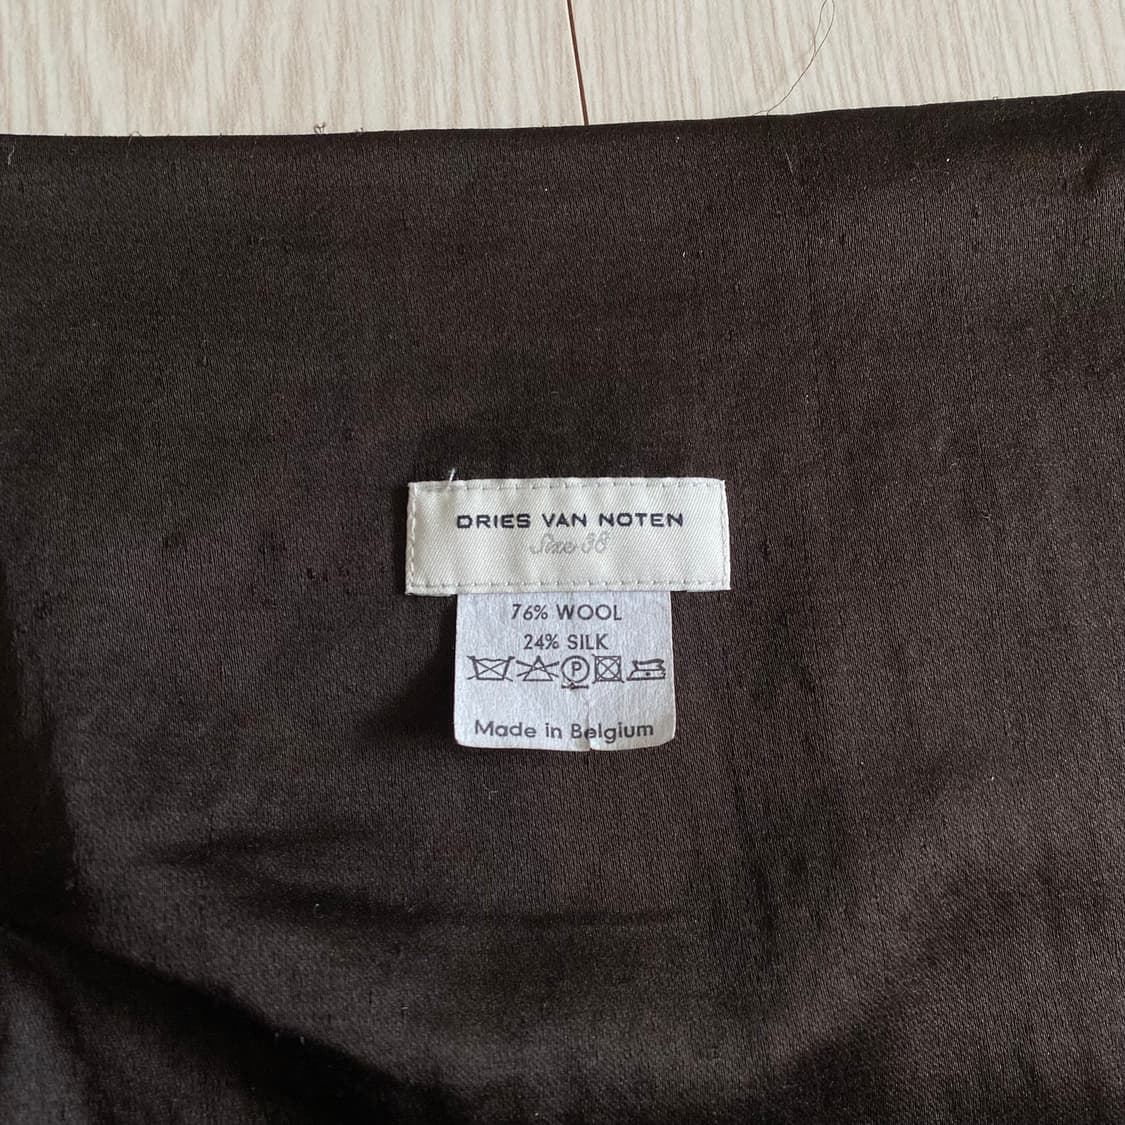 DRIES VAN NOTEN
Size 38
76% WOOL
24% SILK
P
Made in Belgium